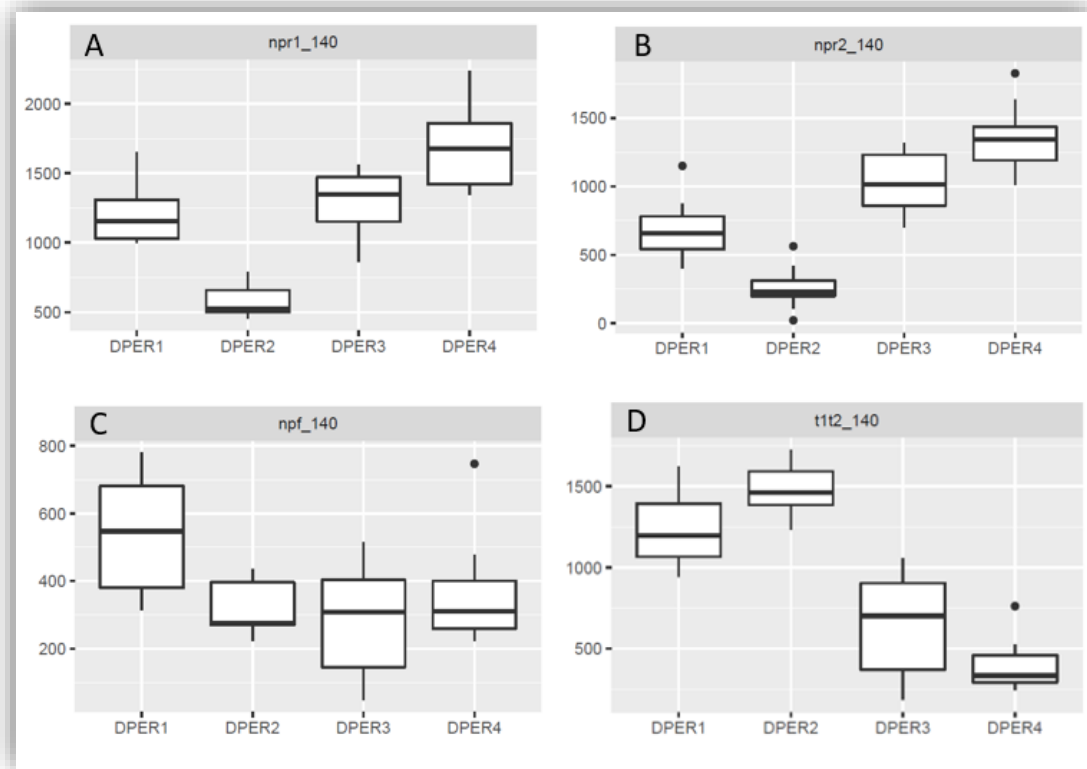 A
npr1_140
2000
1500
1000
500
DPER1 DPER2 DPER3 DPER4
B
npr2_140
1500
1000
500
0
DPER1 DPER2 DPER3 DPER4
C
npf_140
800
600
400
200
DPER1 DPER2 DPER3 DPER4
D
t1t2_140
1500
1000
500
DPER1 DPER2 DPER3 DPER4